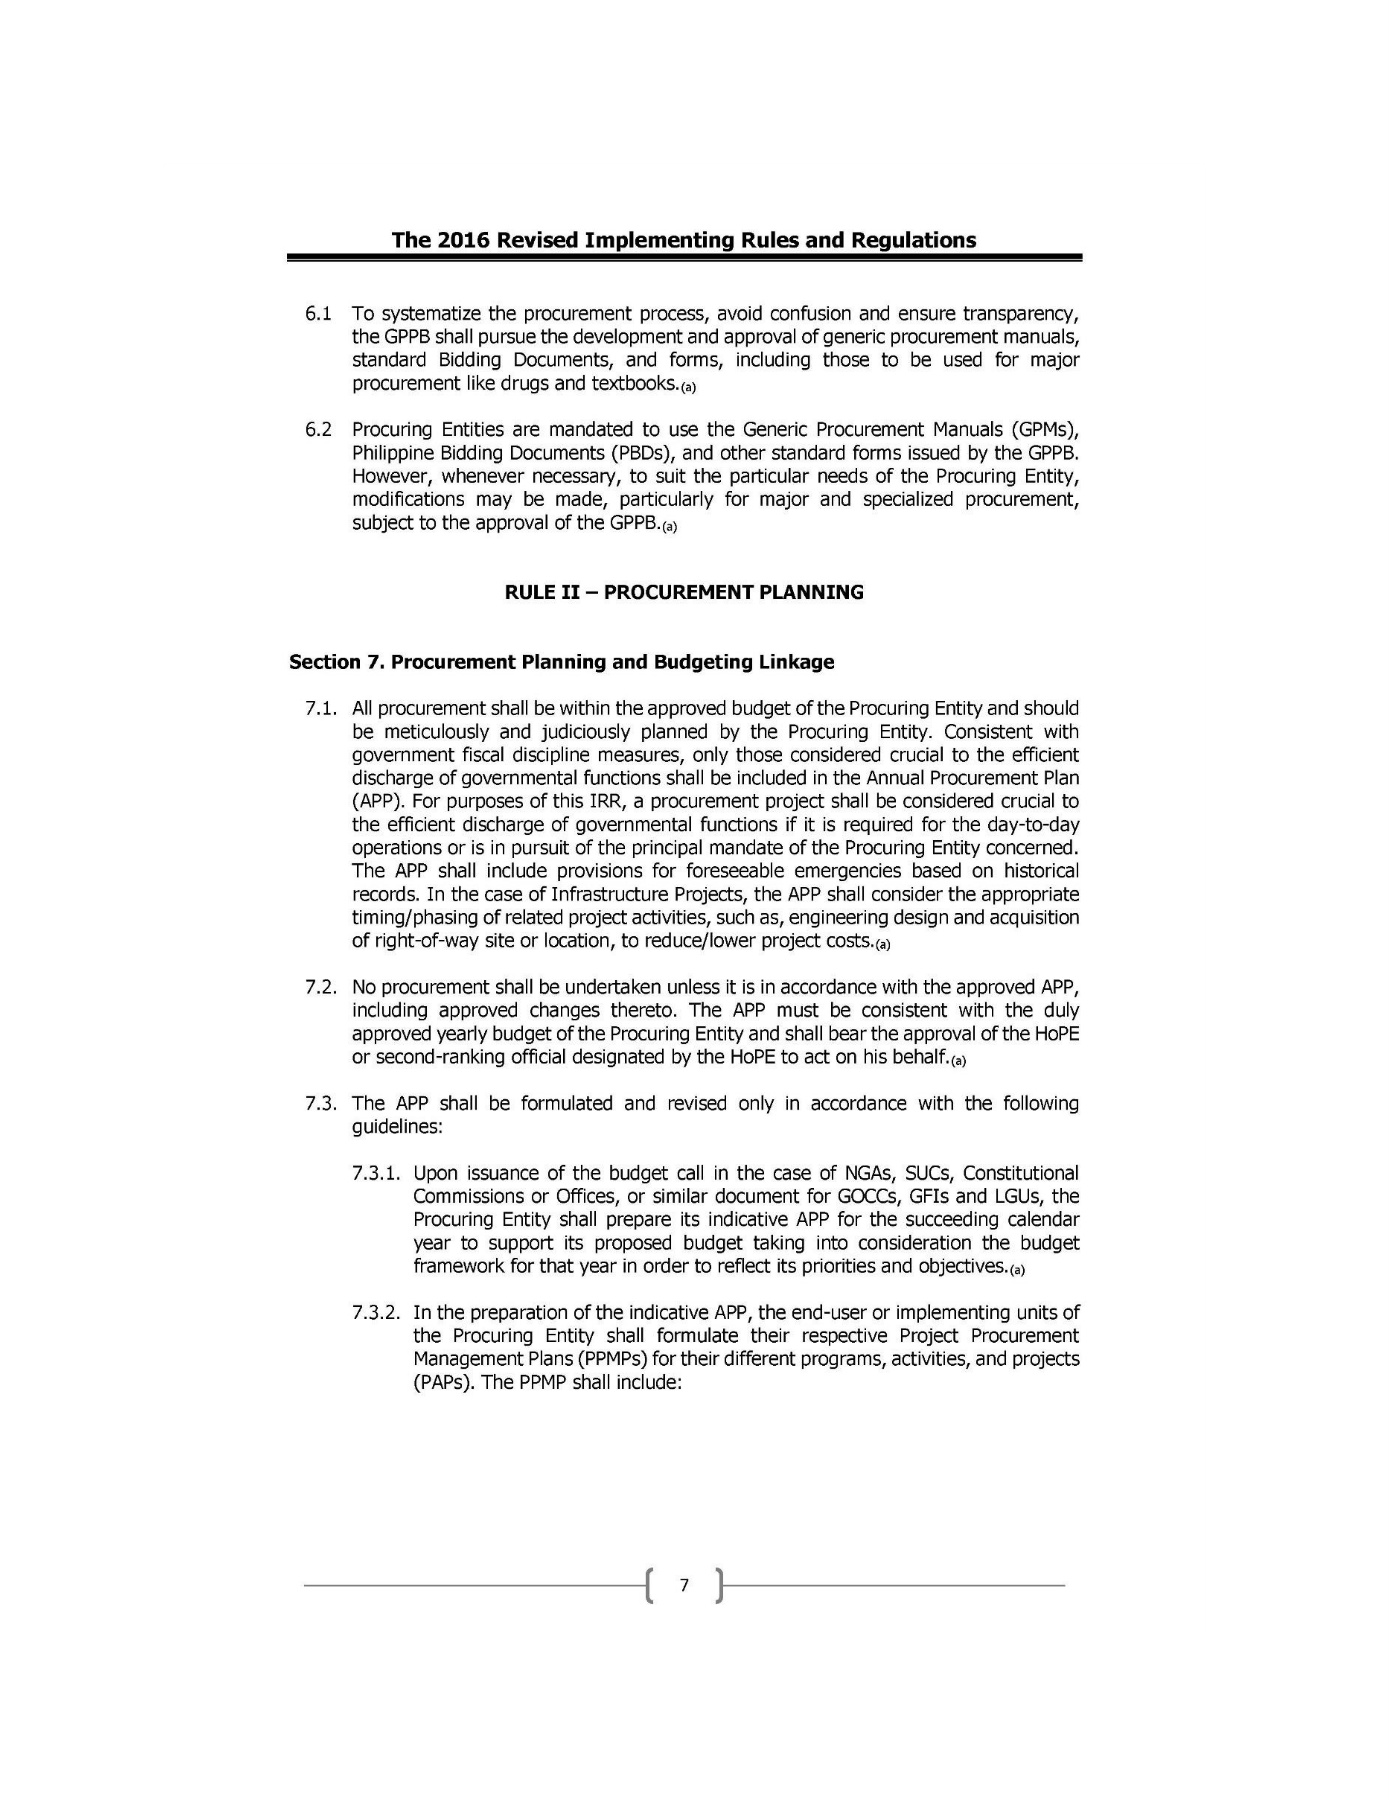 The 2016 Revised Implementing Rules and Regulations
6.1 To systematize the procurement process, avoid confusion and ensure transparency,
the GPPB shall pursue the development and approval of generic procurement manuals,
standard Bidding Documents, and forms, including those to be used for major
procurement like drugs and textbooks.(a)
6.2 Procuring Entities are mandated to use the Generic Procurement Manuals (GPMs),
Philippine Bidding Documents (PBDs), and other standard forms issued by the GPPB.
However, whenever necessary, to suit the particular needs of the Procuring Entity,
modifications may be made, particularly for major and specialized procurement,
subject to the approval of the GPPB.(a)
RULE II – PROCUREMENT PLANNING
Section 7. Procurement Planning and Budgeting Linkage
7.1. All procurement shall be within the approved budget of the Procuring Entity and should
be meticulously and judiciously planned by the Procuring Entity. Consistent with
government fiscal discipline measures, only those considered crucial to the efficient
discharge of governmental functions shall be included in the Annual Procurement Plan
(APP). For purposes of this IRR, a procurement project shall be considered crucial to
the efficient discharge of governmental functions if it is required for the day-to-day
operations or is in pursuit of the principal mandate of the Procuring Entity concerned.
The APP shall include provisions for foreseeable emergencies based on historical
records. In the case of Infrastructure Projects, the APP shall consider the appropriate
timing/phasing of related project activities, such as, engineering design and acquisition
of right-of-way site or location, to reduce/lower project costs.(a)
7.2. No procurement shall be undertaken unless it is in accordance with the approved APP,
including approved changes thereto. The APP must be consistent with the duly
approved yearly budget of the Procuring Entity and shall bear the approval of the HoPE
or second-ranking official designated by the HoPE to act on his behalf.(a)
7.3. The APP shall be formulated and revised only in accordance with the following
guidelines:
7.3.1. Upon issuance of the budget call in the case of NGAs, SUCs, Constitutional
Commissions or Offices, or similar document for GOCCs, GFIs and LGUs, the
Procuring Entity shall prepare its indicative APP for the succeeding calendar
year to support its proposed budget taking into consideration the budget
framework for that year in order to reflect its priorities and objectives.(a)
7.3.2. In the preparation of the indicative APP, the end-user or implementing units of
the Procuring Entity shall formulate their respective Project Procurement
Management Plans (PPMPs) for their different programs, activities, and projects
(PAPs). The PPMP shall include:
7